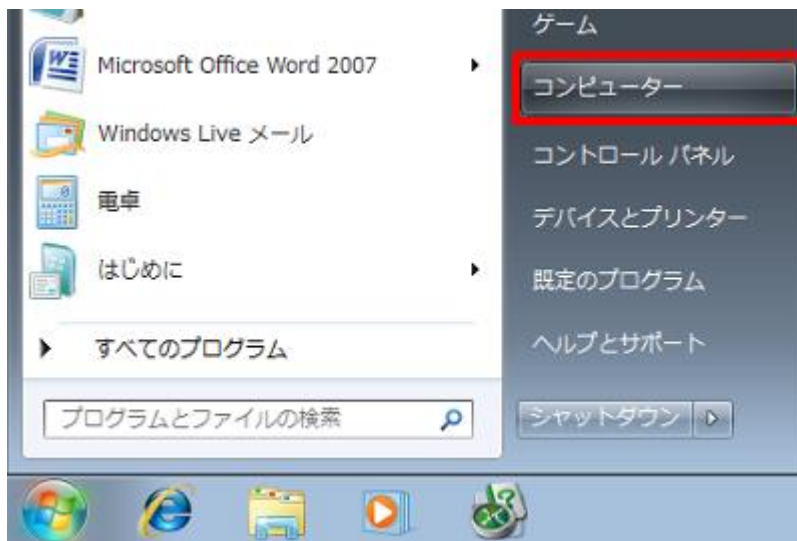 Microsoft Office Word 2007
Windows Live メール
電卓
はじめに
すべてのプログラム
プログラムとファイルの検索
ゲーム
コンピューター
コントロール パネル
デバイスとプリンター
既定のプログラム
ヘルプとサポート
シャットダウン